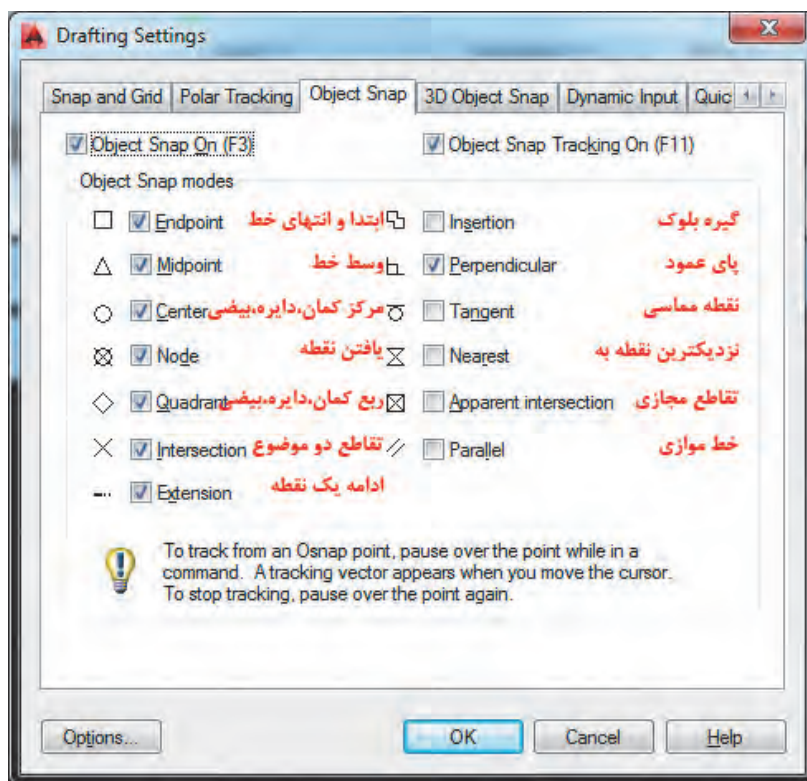 Drafting Settings
Snap and Grid Polar Tracking Object Snap 3D Object Snap Dynamic Input Quic
Object Snap On (F3) Object Snap Tracking On (F11)
Object Snap modes
Endpoint ابتدا و انتهای خط Insertion گیره بلوک
Midpoint وسط خط Perpendicular پای عمود
Center مرکز کمان،دایره،بیضی Tangent نقطه مماسی
Node یافتن نقطه Nearest نزدیکترین نقطه به
Quadrant ربع کمان،دایره،بیضی Apparent intersection تقاطع مجازی
Intersection تقاطع دو موضوع Parallel خط موازی
Extension ادامه یک نقطه
To track from an Osnap point, pause over the point while in a
command. A tracking vector appears when you move the cursor.
To stop tracking, pause over the point again.
Options... OK Cancel Help